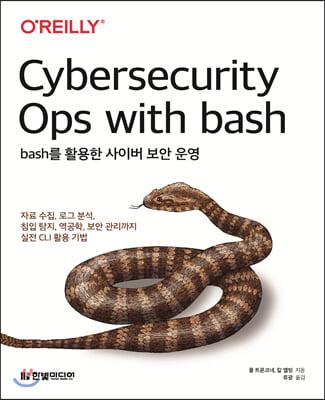 O'REILLY®
Cybersecurity
Ops with bash
bash를 활용한 사이버 보안 운영
자료 수집, 로그 분석,
침입 탐지, 역공학, 보안 관리까지
실전 CLI 활용 기법
한빛미디어
폴 트론코네, 칼 앨빙 지음
류광 옮김